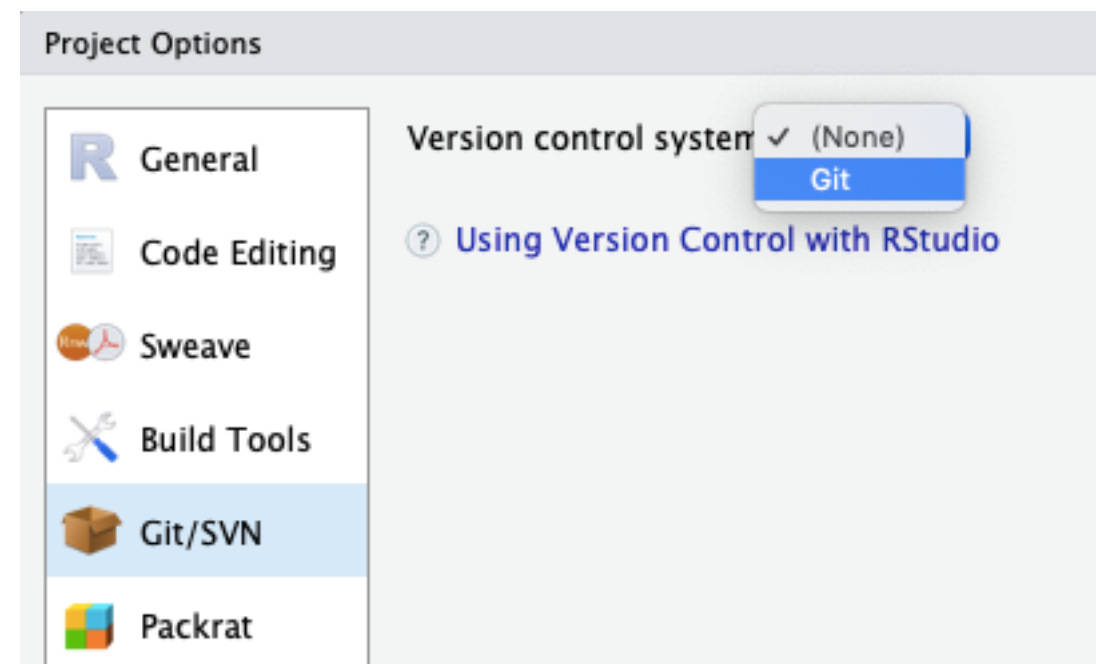 Project Options
General
Code Editing
Sweave
Build Tools
Git/SVN
Packrat
Version control system
✓ (None)
Git
? Using Version Control with RStudio